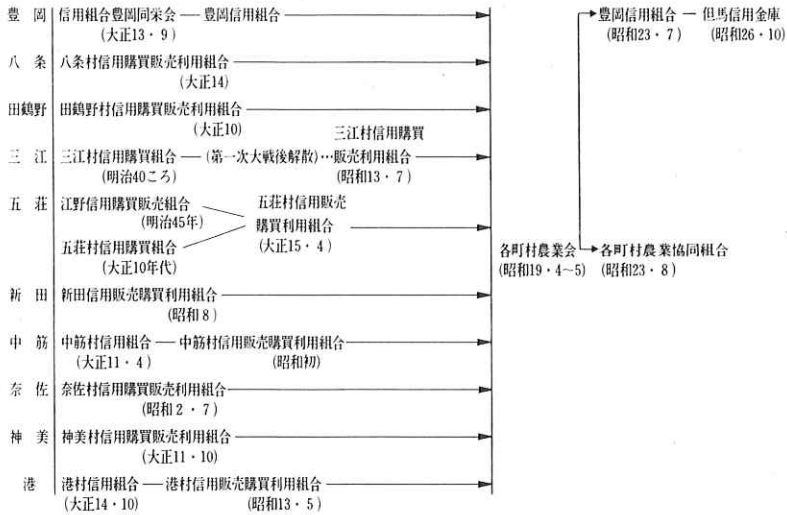 豊岡 信用組合豊岡同栄会 — 豊岡信用組合
(大正13・9)
八条 八条村信用購買販売利用組合
(大正14)
田鶴野 田鶴野村信用購買販売利用組合
(大正10)
三江 三江村信用購買組合 — (第一次大戦後解散)…三江村信用購買
販売利用組合
(明治40ころ) (昭和13・7)
五荘 江野信用購買販売組合
(明治45年)
五荘村信用購買組合
(大正10年代)
五荘村信用販売
購買利用組合
(大正15・4)
新田 新田信用販売購買利用組合
(昭和8)
中筋 中筋村信用組合 — 中筋村信用販売購買利用組合
(大正11・4) (昭和初)
奈佐 奈佐村信用購買販売利用組合
(昭和2・7)
神美 神美村信用購買販売利用組合
(大正11・10)
港 港村信用組合 — 港村信用販売購買利用組合
(大正14・10) (昭和13・5)
各町村農業会
(昭和19・4~5)
豊岡信用組合 — 但馬信用金庫
(昭和23・7) (昭和26・10)
各町村農業協同組合
(昭和23・8)